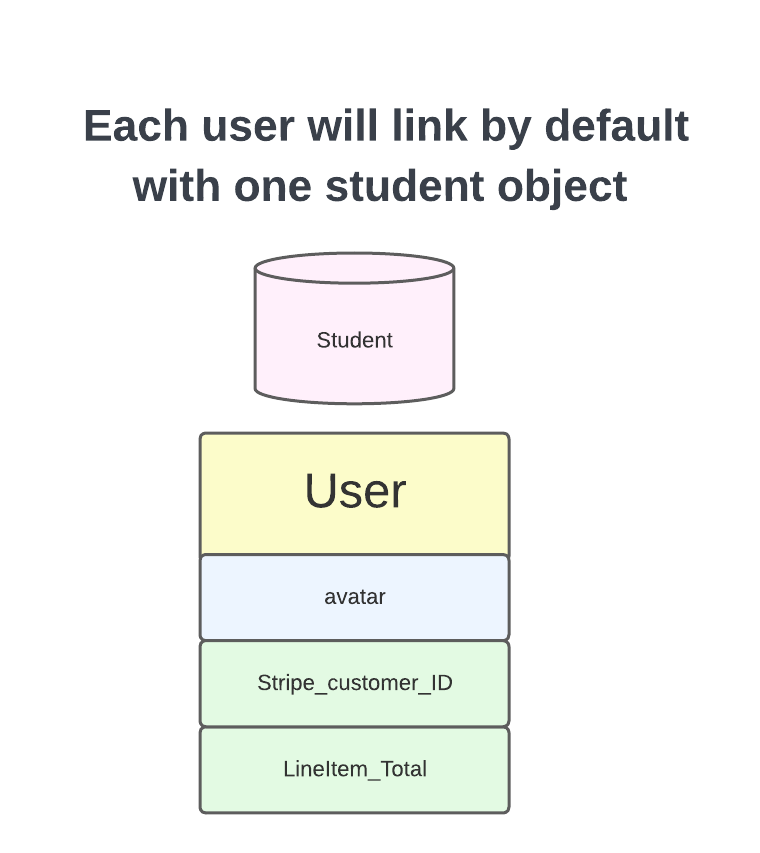 Each user will link by default
with one student object
Student
User
avatar
Stripe_customer_ID
LineItem_Total